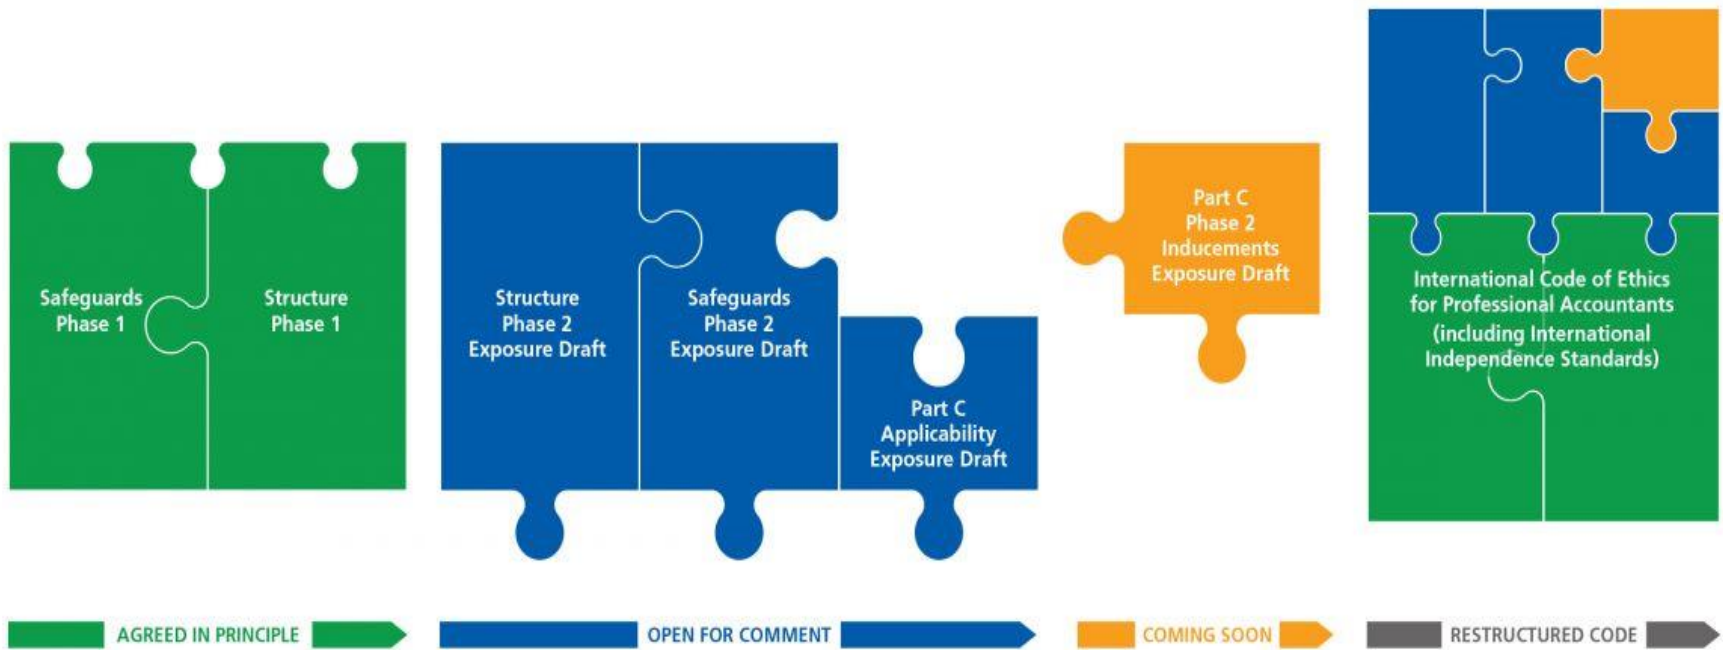 Safeguards
Phase 1
Structure
Phase 1
Structure
Phase 2
Exposure Draft
Safeguards
Phase 2
Exposure Draft
Part C
Applicability
Exposure Draft
Part C
Phase 2
Inducements
Exposure Draft
International Code of Ethics
for Professional Accountants
(including International
Independence Standards)
AGREED IN PRINCIPLE
OPEN FOR COMMENT
COMING SOON
RESTRUCTURED CODE